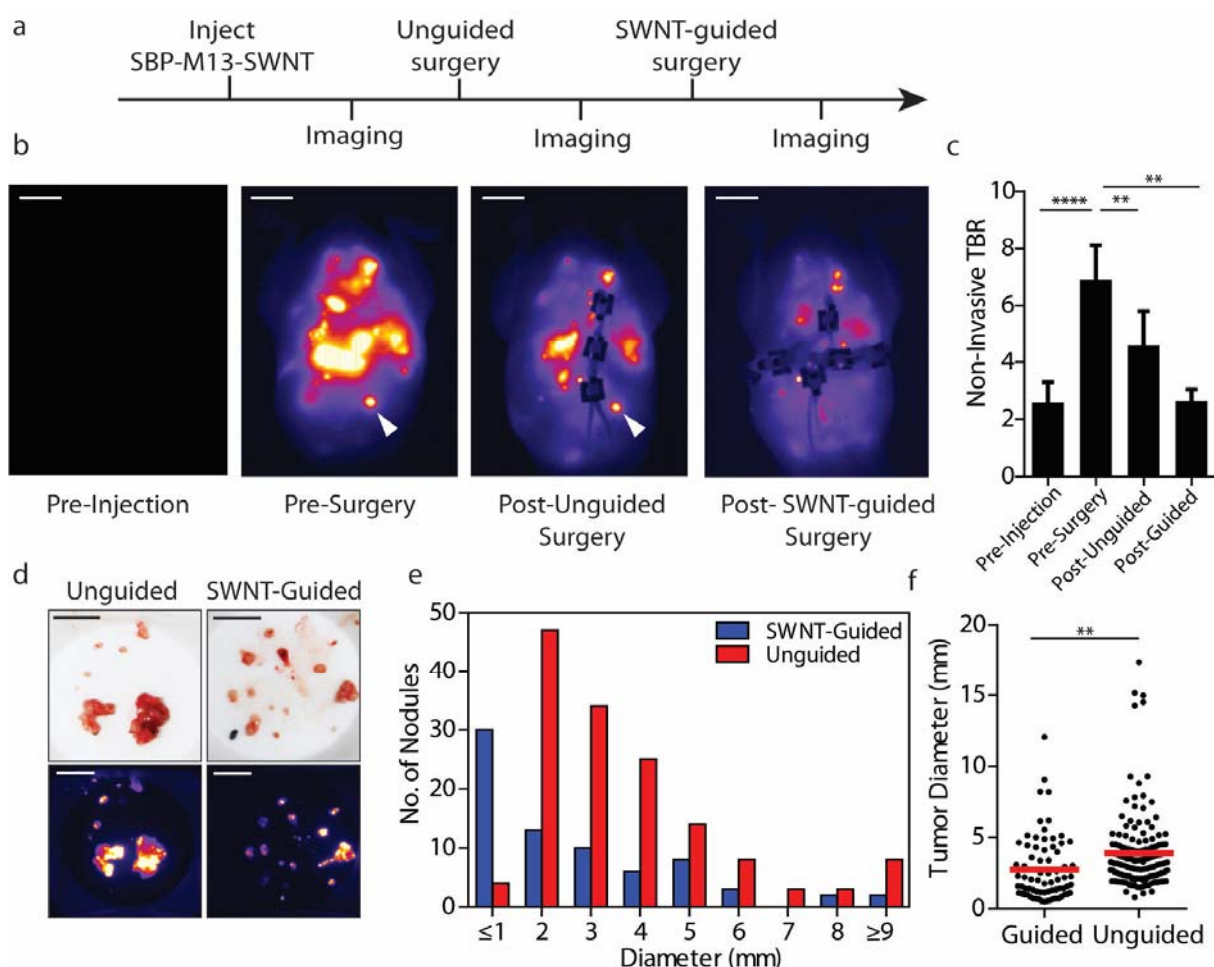 a
Inject
SBP-M13-SWNT
Unguided
surgery
SWNT-guided
surgery
Imaging
Imaging
Imaging
b
Pre-Injection
Pre-Surgery
Post-Unguided
Surgery
Post- SWNT-guided
Surgery
c
Non-Invasive TBR
10
8
6
4
2
0
****
**
**
Pre-Injection
Pre-Surgery
Post-Unguided
Post-Guided
d
Unguided
SWNT-Guided
e
No. of Nodules
50
40
30
20
10
0
SWNT-Guided
Unguided
≤1 2 3 4 5 6 7 8 ≥9
Diameter (mm)
f
Tumor Diameter (mm)
20
15
10
5
0
**
Guided Unguided